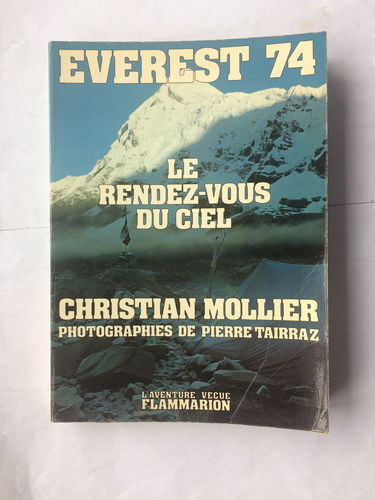 EVEREST 74
LE
RENDEZ-VOUS
DU CIEL
CHRISTIAN MOLLIER
PHOTOGRAPHIES DE PIERRE TAIRRAZ
L'AVENTURE VECUE
FLAMMARION